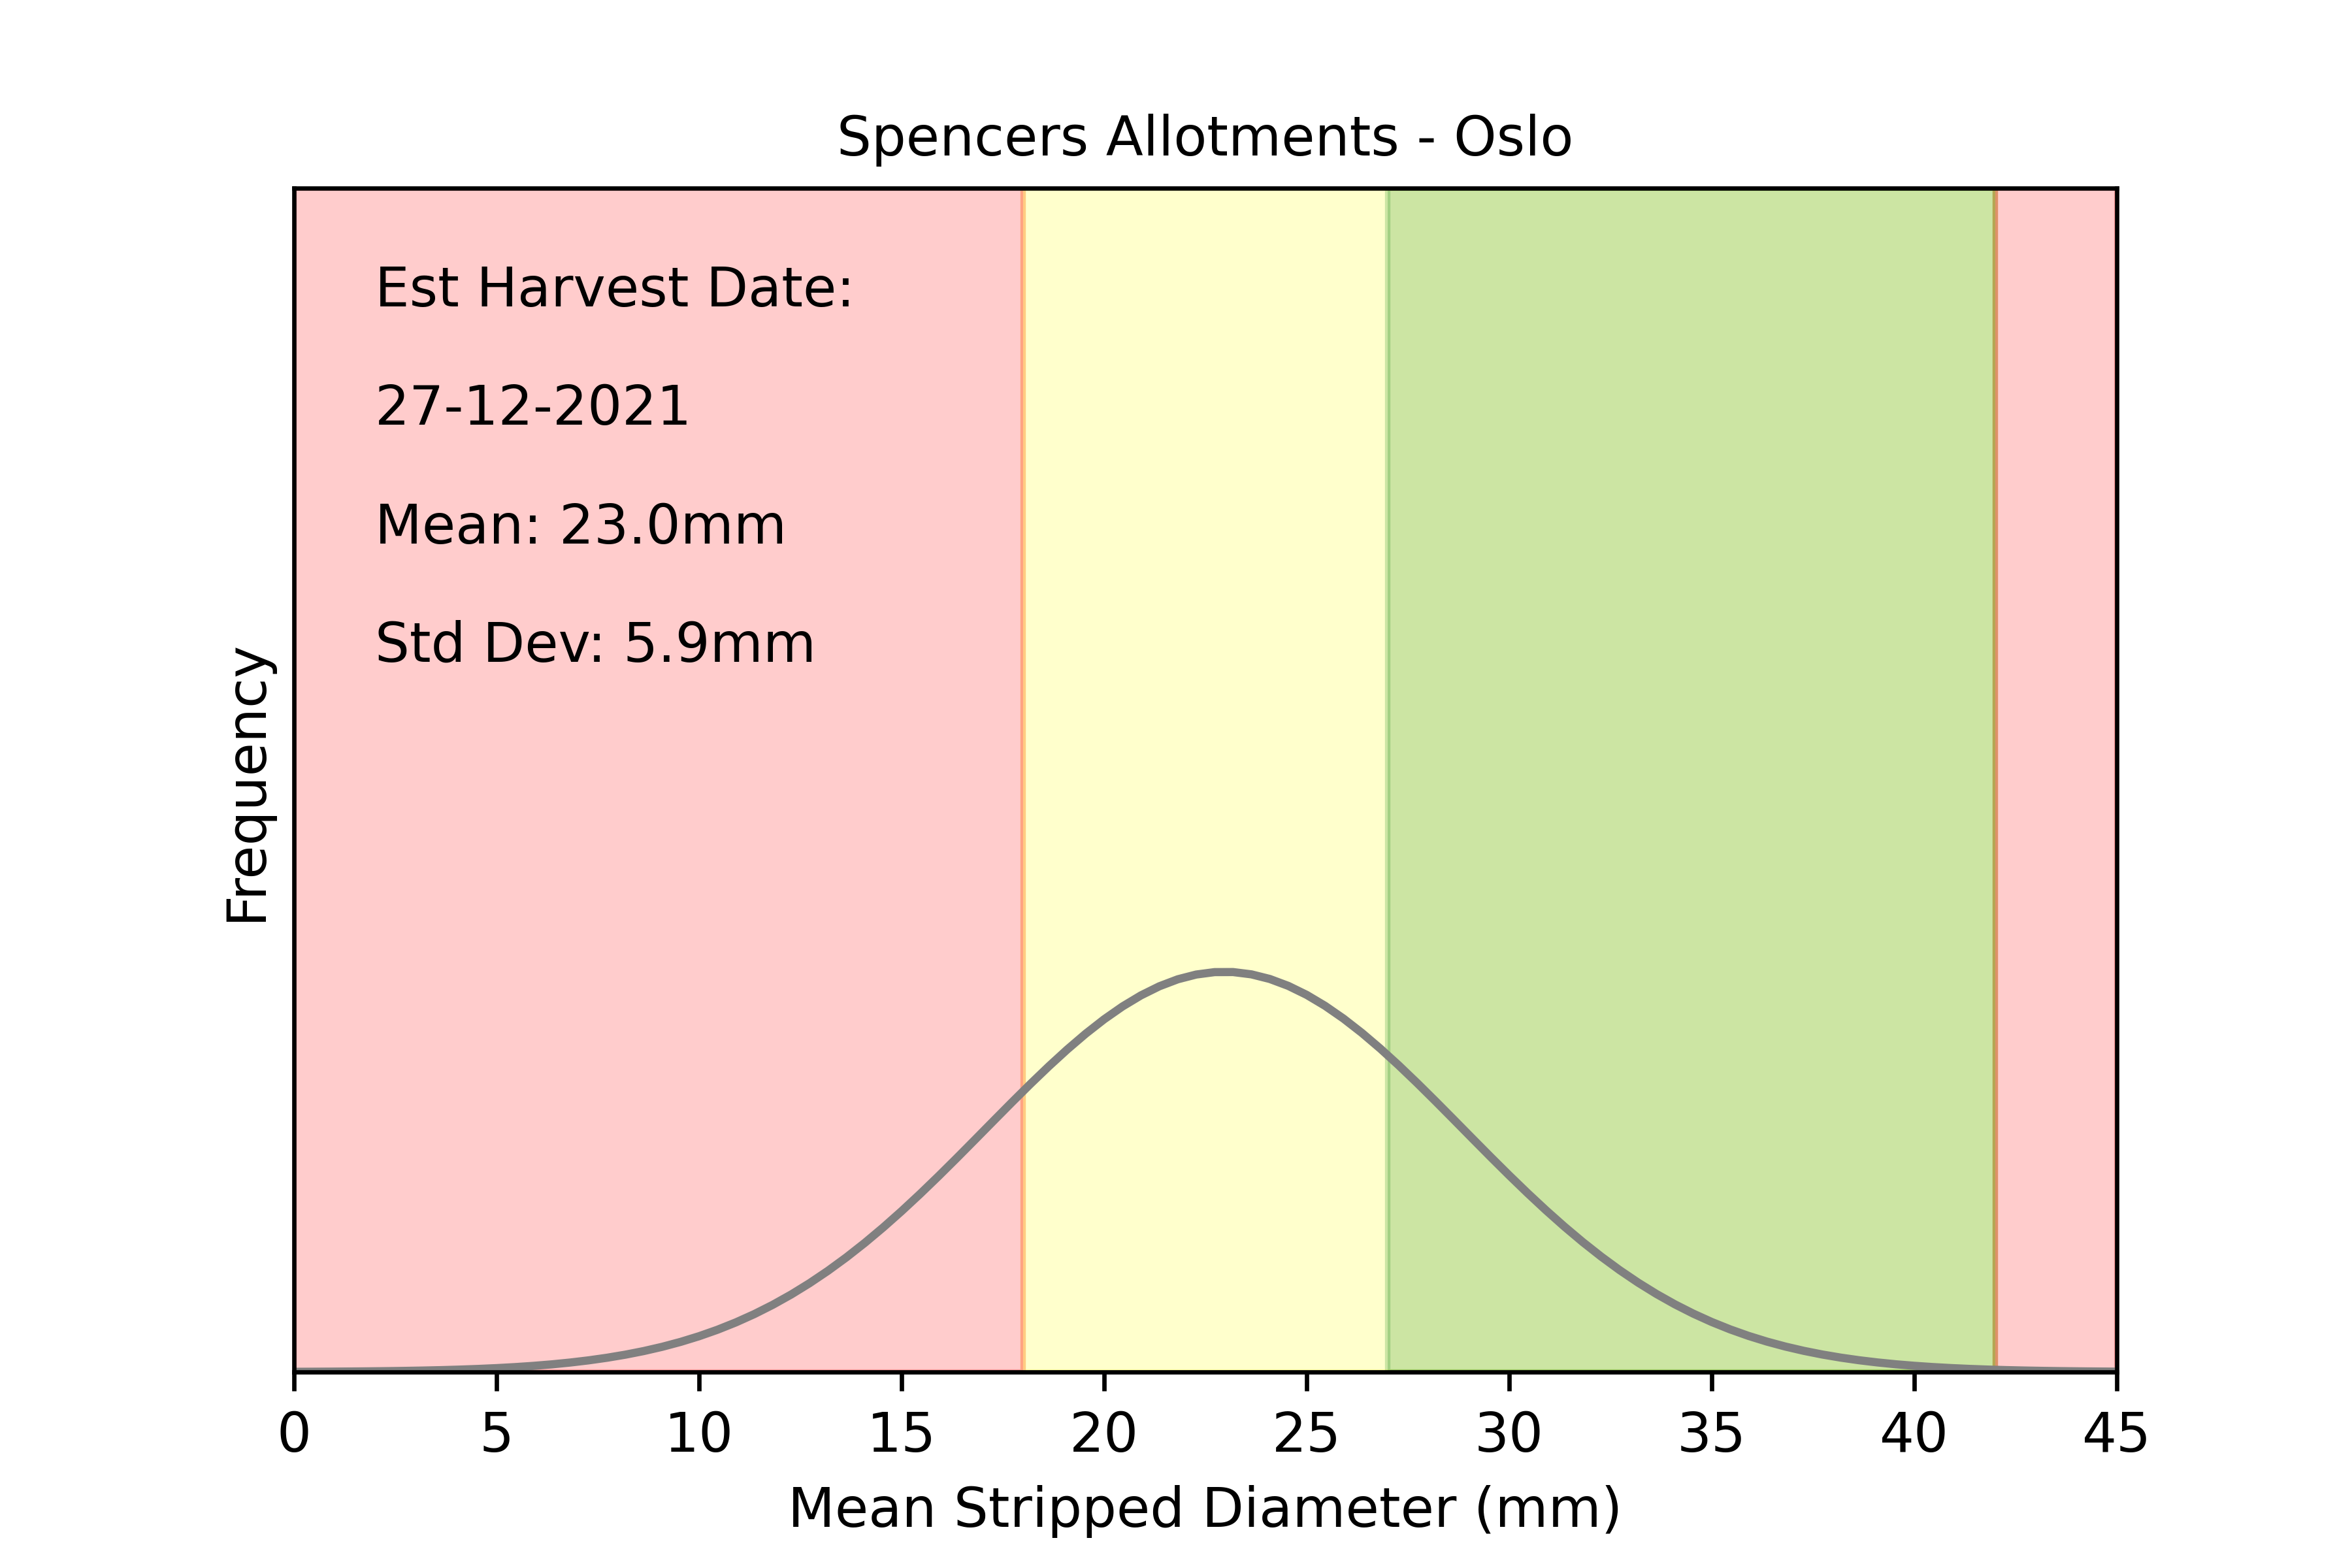 Spencers Allotments - Oslo
Est Harvest Date:
27-12-2021
Mean: 23.0mm
Std Dev: 5.9mm
Frequency
0 5 10 15 20 25 30 35 40 45
Mean Stripped Diameter (mm)